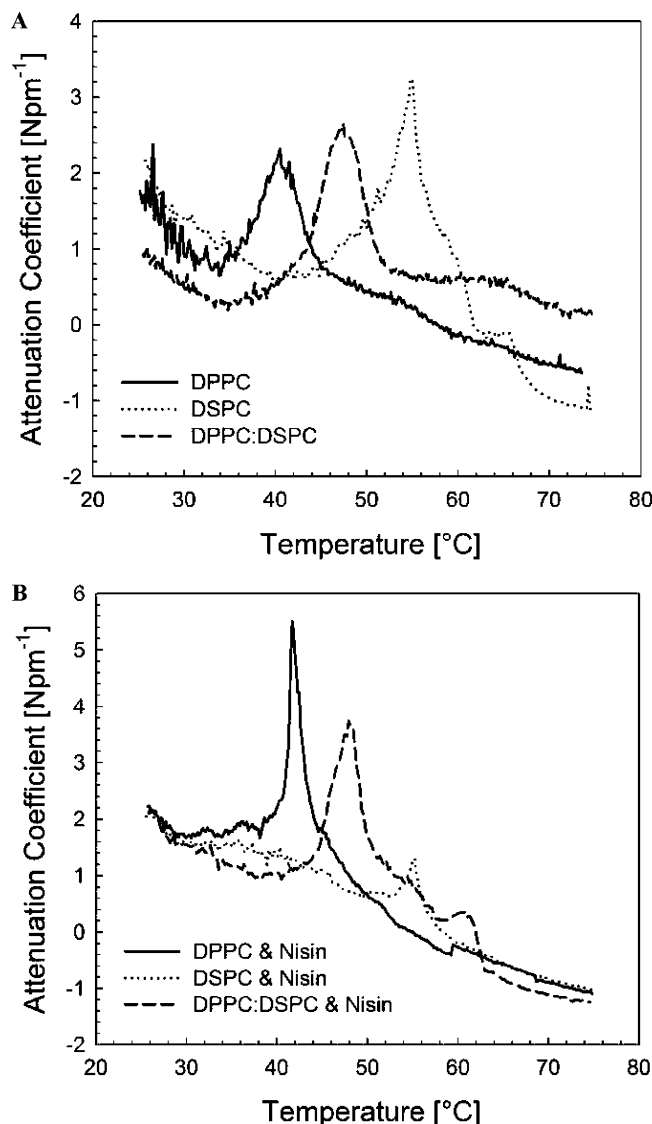 A
Attenuation Coefficient [Npm⁻¹]
4
3
2
1
0
-1
-2
DPPC
DSPC
DPPC:DSPC
20 30 40 50 60 70 80
Temperature [°C]
B
Attenuation Coefficient [Npm⁻¹]
6
5
4
3
2
1
0
-1
-2
DPPC & Nisin
DSPC & Nisin
DPPC:DSPC & Nisin
20 30 40 50 60 70 80
Temperature [°C]